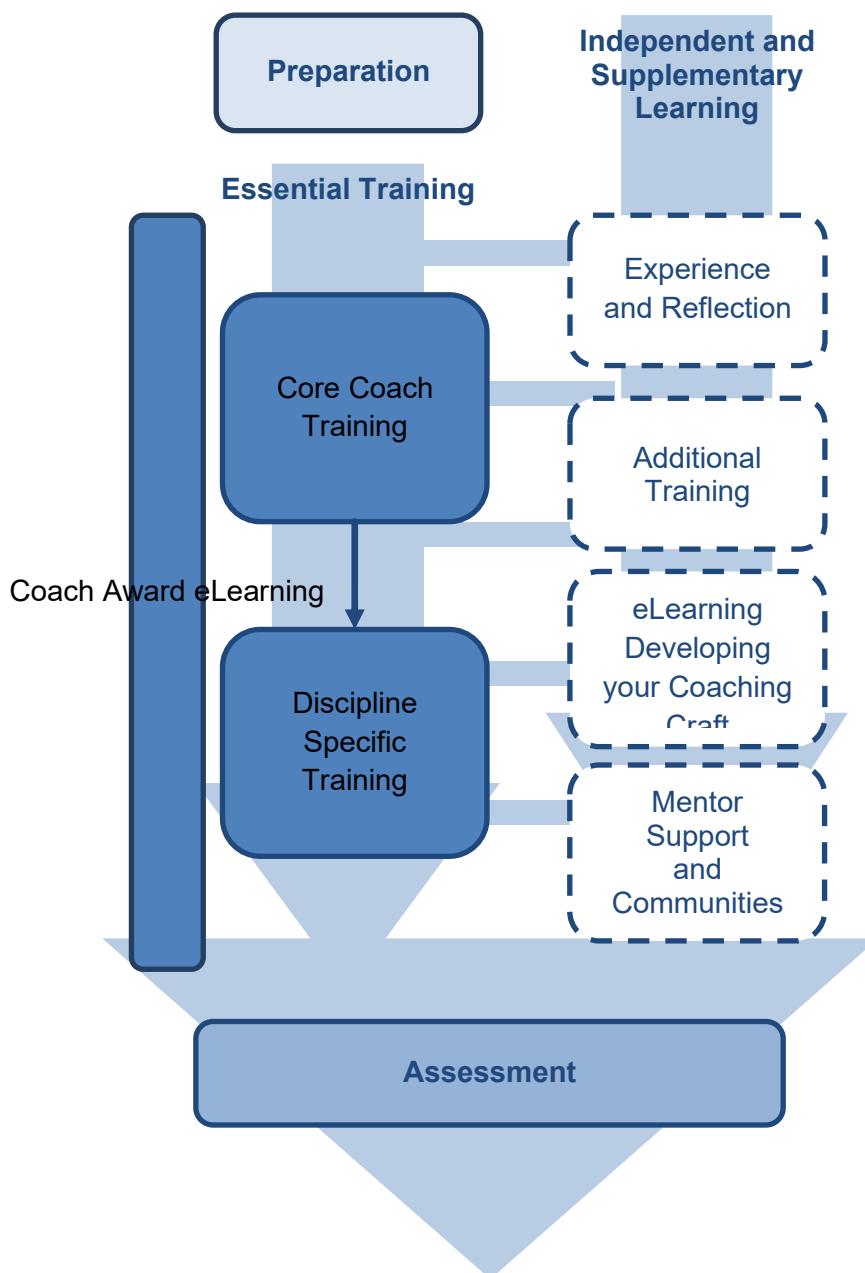 Preparation
Independent and
Supplementary
Learning
Essential Training
Experience
and Reflection
Core Coach
Training
Additional
Training
Coach Award eLearning
eLearning
Developing
your Coaching
Craft
Discipline
Specific
Training
Mentor
Support
and
Communities
Assessment